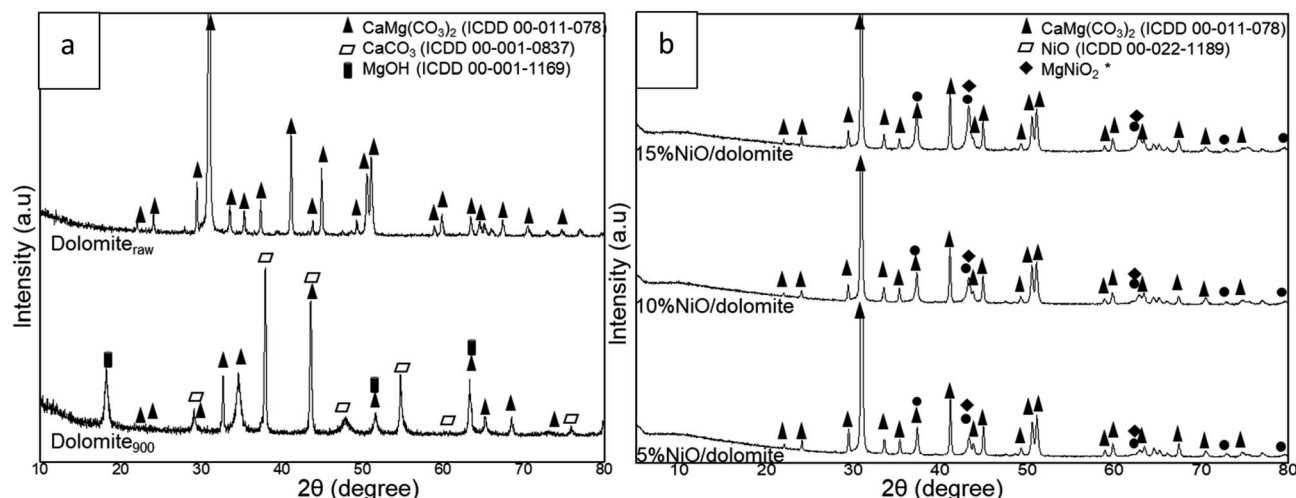 a
CaMg(CO₃)₂ (ICDD 00-011-078)
CaCO₃ (ICDD 00-001-0837)
MgOH (ICDD 00-001-1169)
Intensity (a.u)
Dolomite_raw
Dolomite₉₀₀
10 20 30 40 50 60 70 80
2θ (degree)
b
CaMg(CO₃)₂ (ICDD 00-011-078)
NiO (ICDD 00-022-1189)
MgNiO₂ *
Intensity (a.u)
15%NiO/dolomite
10%NiO/dolomite
5%NiO/dolomite
10 20 30 40 50 60 70 80
2θ (degree)